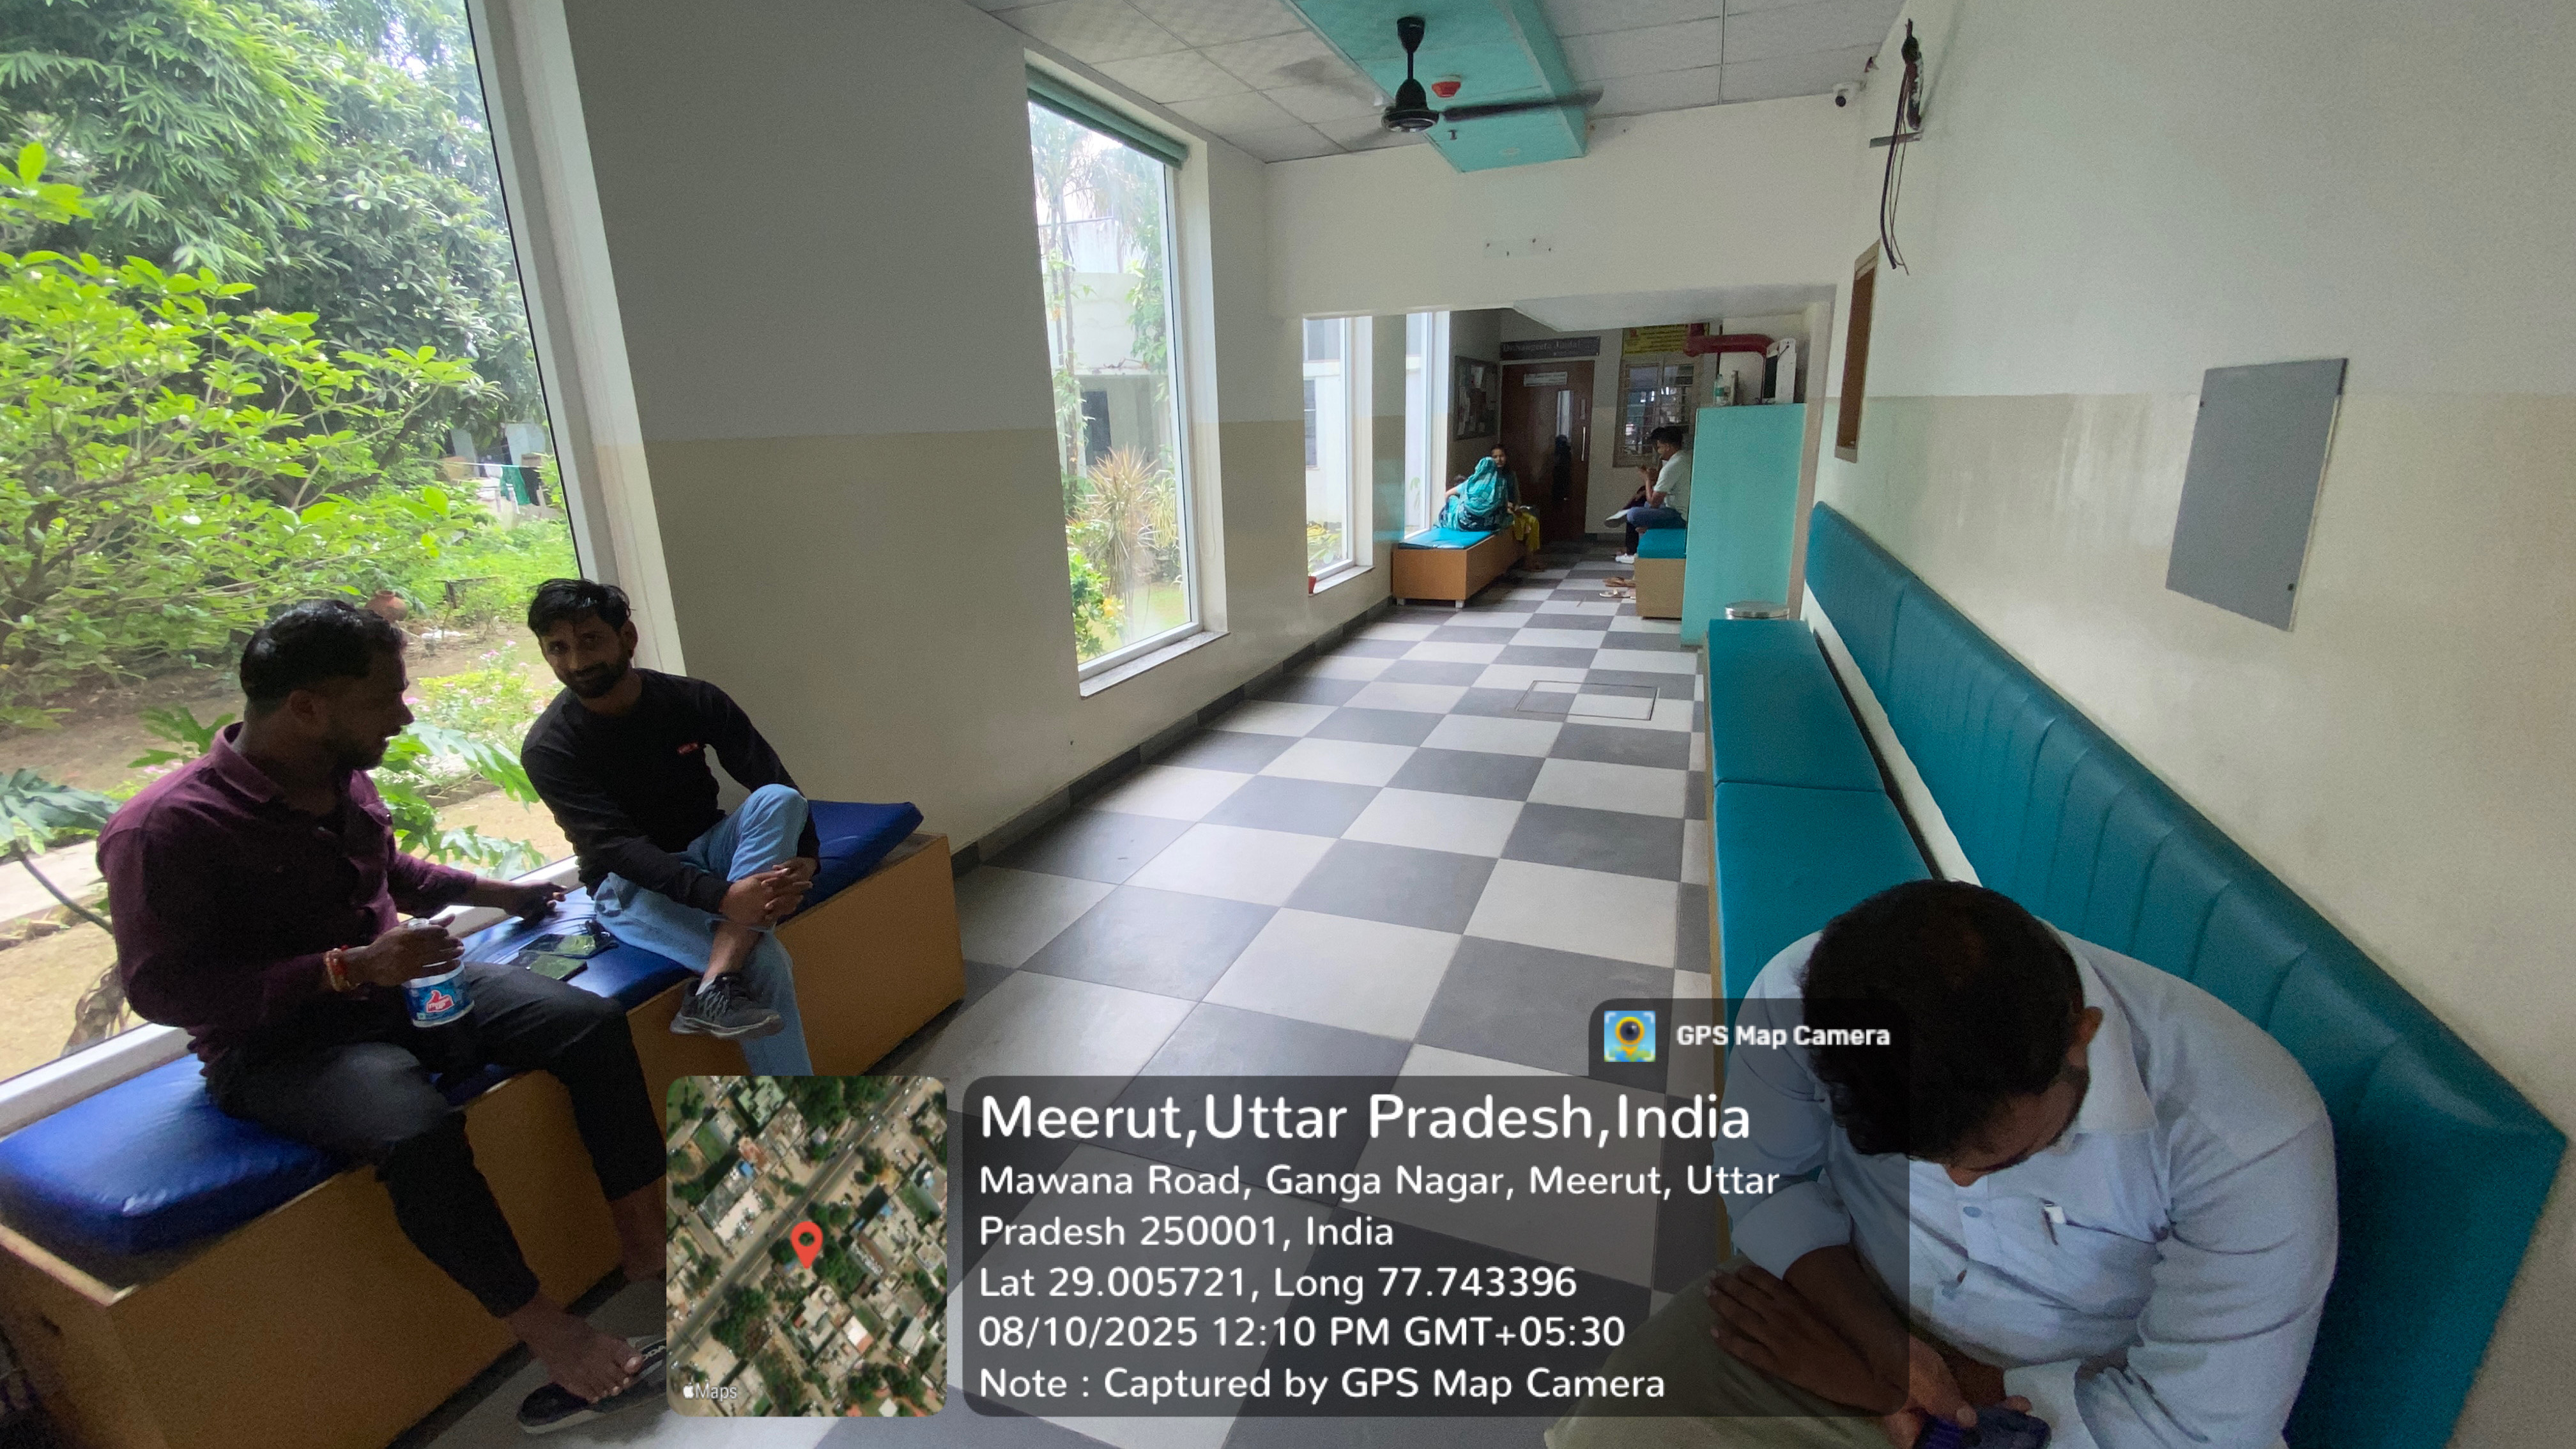 Dr. Sangeeta
GPS Map Camera
Meerut,Uttar Pradesh,India
Mawana Road, Ganga Nagar, Meerut, Uttar
Pradesh 250001, India
Lat 29.005721, Long 77.743396
08/10/2025 12:10 PM GMT+05:30
Note : Captured by GPS Map Camera
Maps